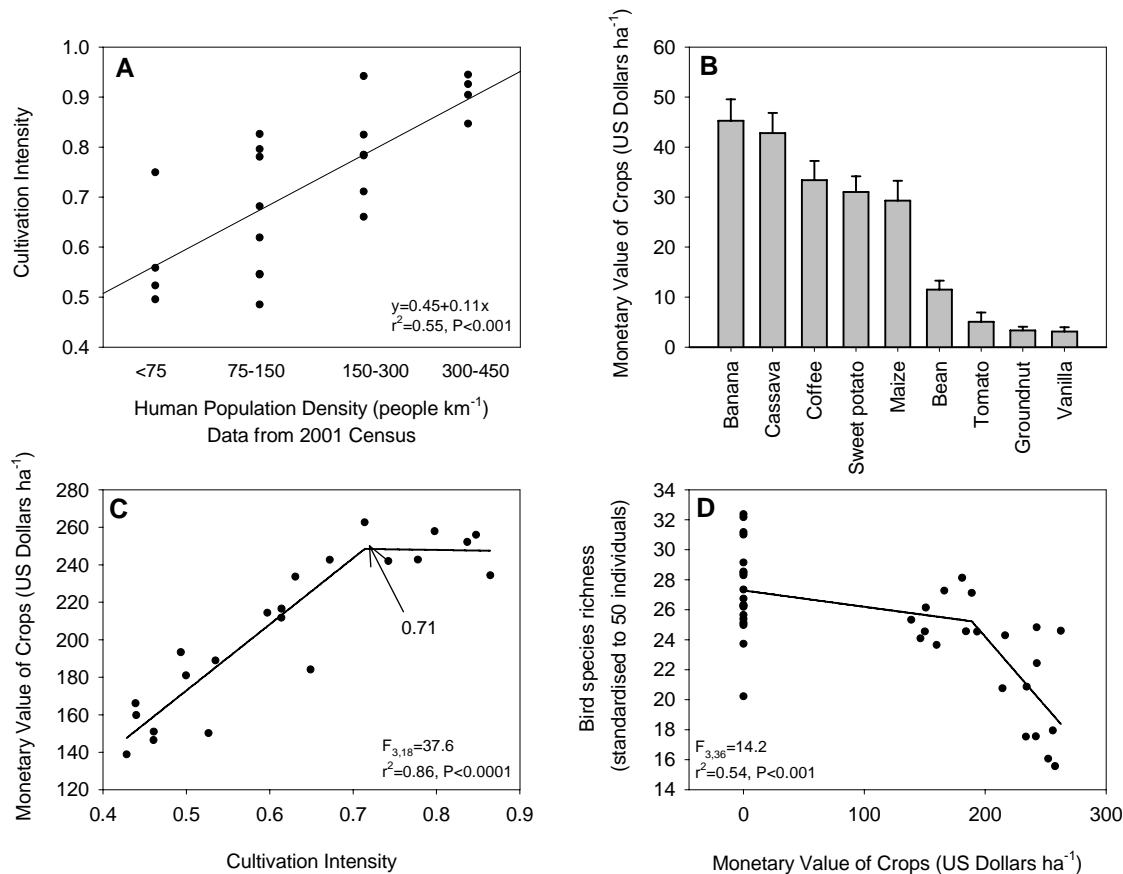 A
Cultivation Intensity
1.0
0.9
0.8
0.7
0.6
0.5
0.4
y=0.45+0.11x
r²=0.55, P<0.001
<75 75-150 150-300 300-450
Human Population Density (people km⁻¹)
Data from 2001 Census
B
Monetary Value of Crops (US Dollars ha⁻¹)
60
50
40
30
20
10
0
Banana
Cassava
Coffee
Sweet potato
Maize
Bean
Tomato
Groundnut
Vanilla
C
Monetary Value of Crops (US Dollars ha⁻¹)
280
260
240
220
200
180
160
140
120
0.71
F₃,₁₈=37.6
r²=0.86, P<0.0001
0.4 0.5 0.6 0.7 0.8 0.9
Cultivation Intensity
D
Bird species richness
(standardised to 50 individuals)
34
32
30
28
26
24
22
20
18
16
14
F₃,₃₆=14.2
r²=0.54, P<0.001
0 100 200 300
Monetary Value of Crops (US Dollars ha⁻¹)